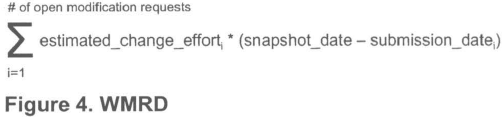 # of open modification requests
∑ estimated_change_effortᵢ * (snapshot_date – submission_dateᵢ)
i=1
Figure 4. WMRD